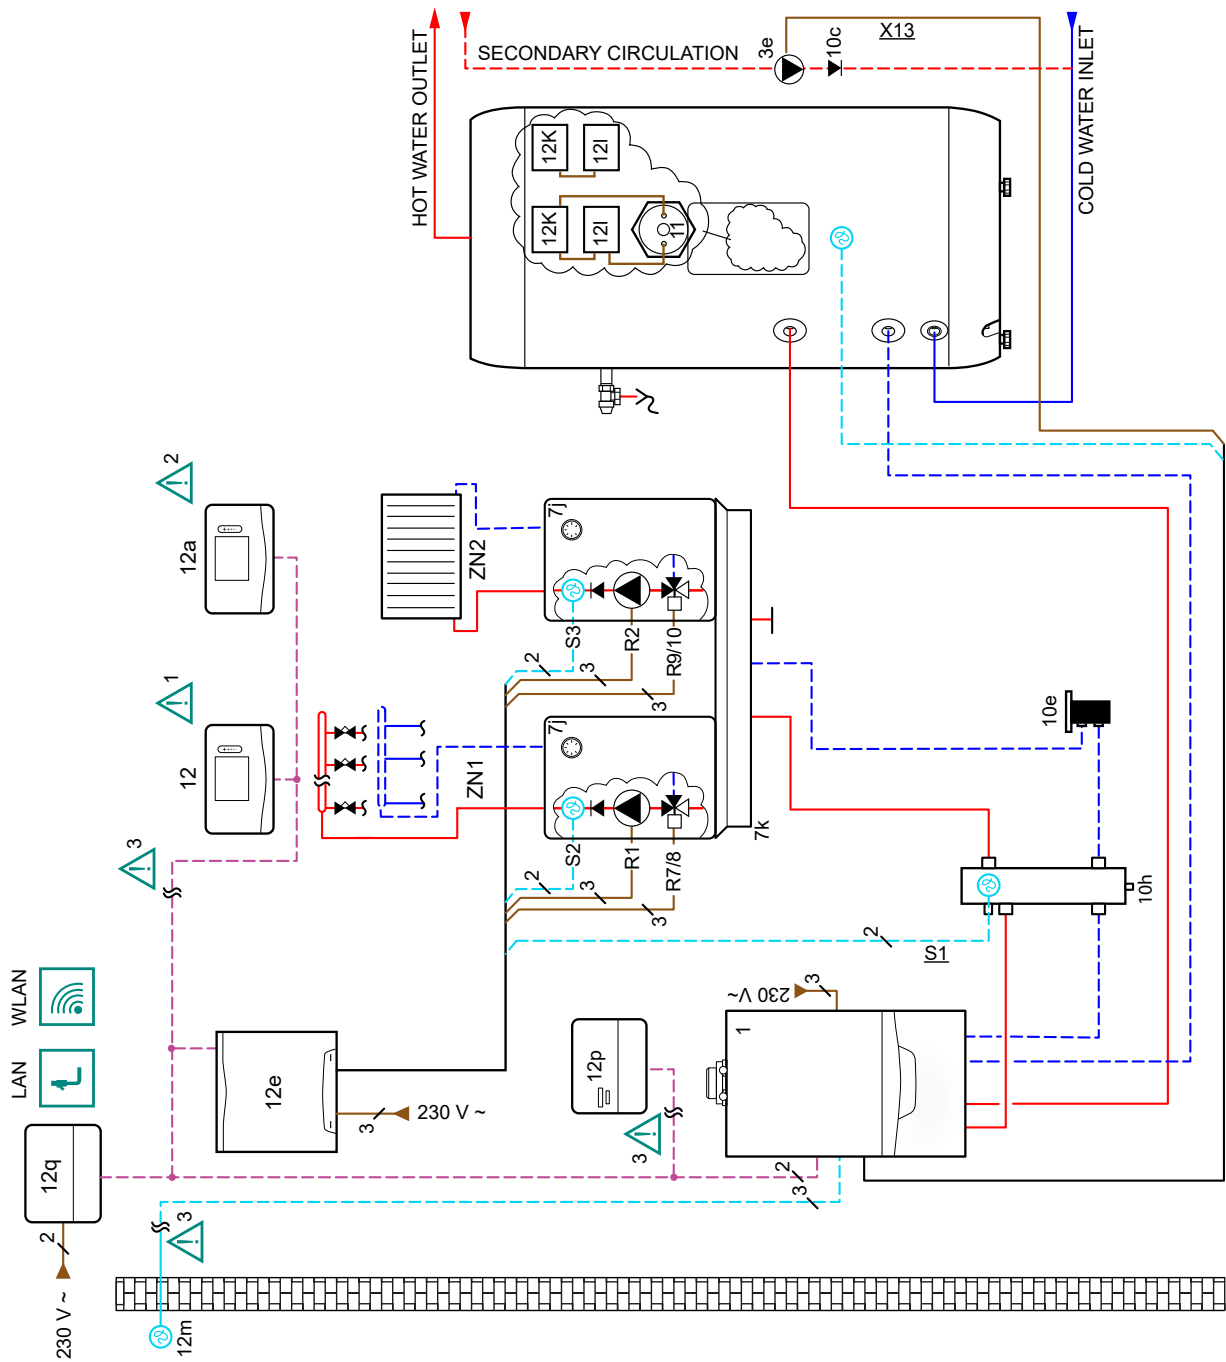 HOT WATER OUTLET
SECONDARY CIRCULATION
3e
10c
X13
COLD WATER INLET
12K
12I
12K
12I
11
2
12a
1
12
3
ZN2
7j
S3
R2
R9/10
2
3
3
ZN1
7j
S2
R1
R7/8
2
3
3
7k
10e
10h
2
S1
WLAN
LAN
12q
2
230 V ~
12e
3
230 V ~
12p
3
1
3
230 V~
2
3
3
12m